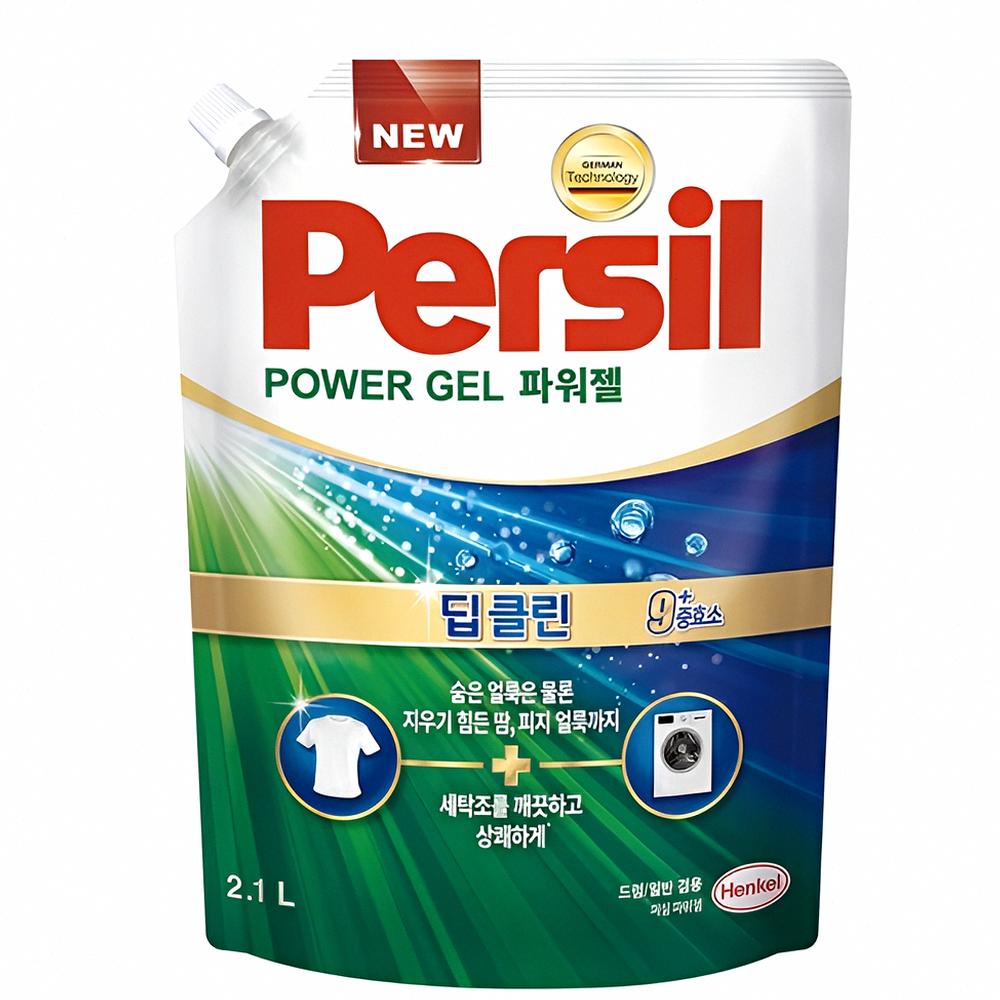 NEW
GERMAN
Technology
Persil
POWER GEL 파워젤
딥 클린
9+
중효소
숨은 얼룩은 물론
지우기 힘든 땀, 피지 얼룩까지
세탁조를 깨끗하고
상쾌하게
2.1 L
드럼/일반 겸용
Henkel